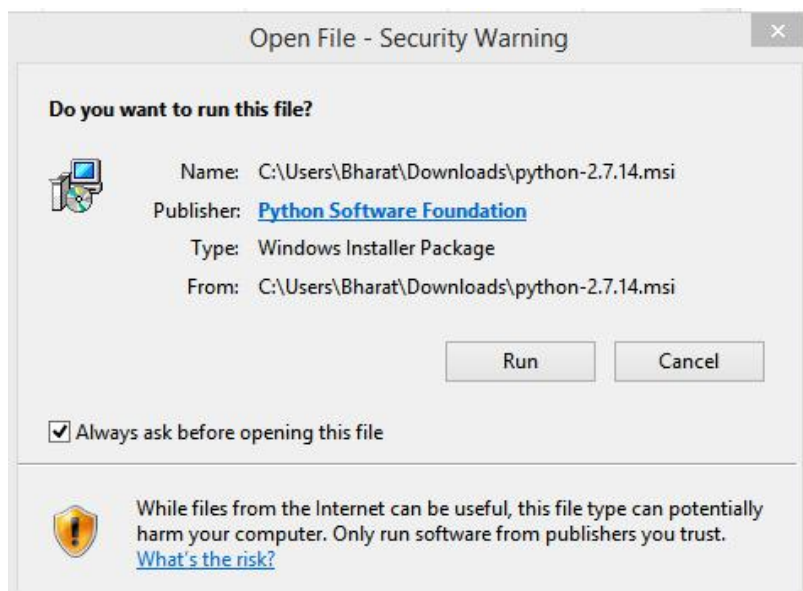 Open File - Security Warning
Do you want to run this file?
Name: C:\Users\Bharat\Downloads\python-2.7.14.msi
Publisher: Python Software Foundation
Type: Windows Installer Package
From: C:\Users\Bharat\Downloads\python-2.7.14.msi
Run Cancel
Always ask before opening this file
While files from the Internet can be useful, this file type can potentially
harm your computer. Only run software from publishers you trust.
What's the risk?